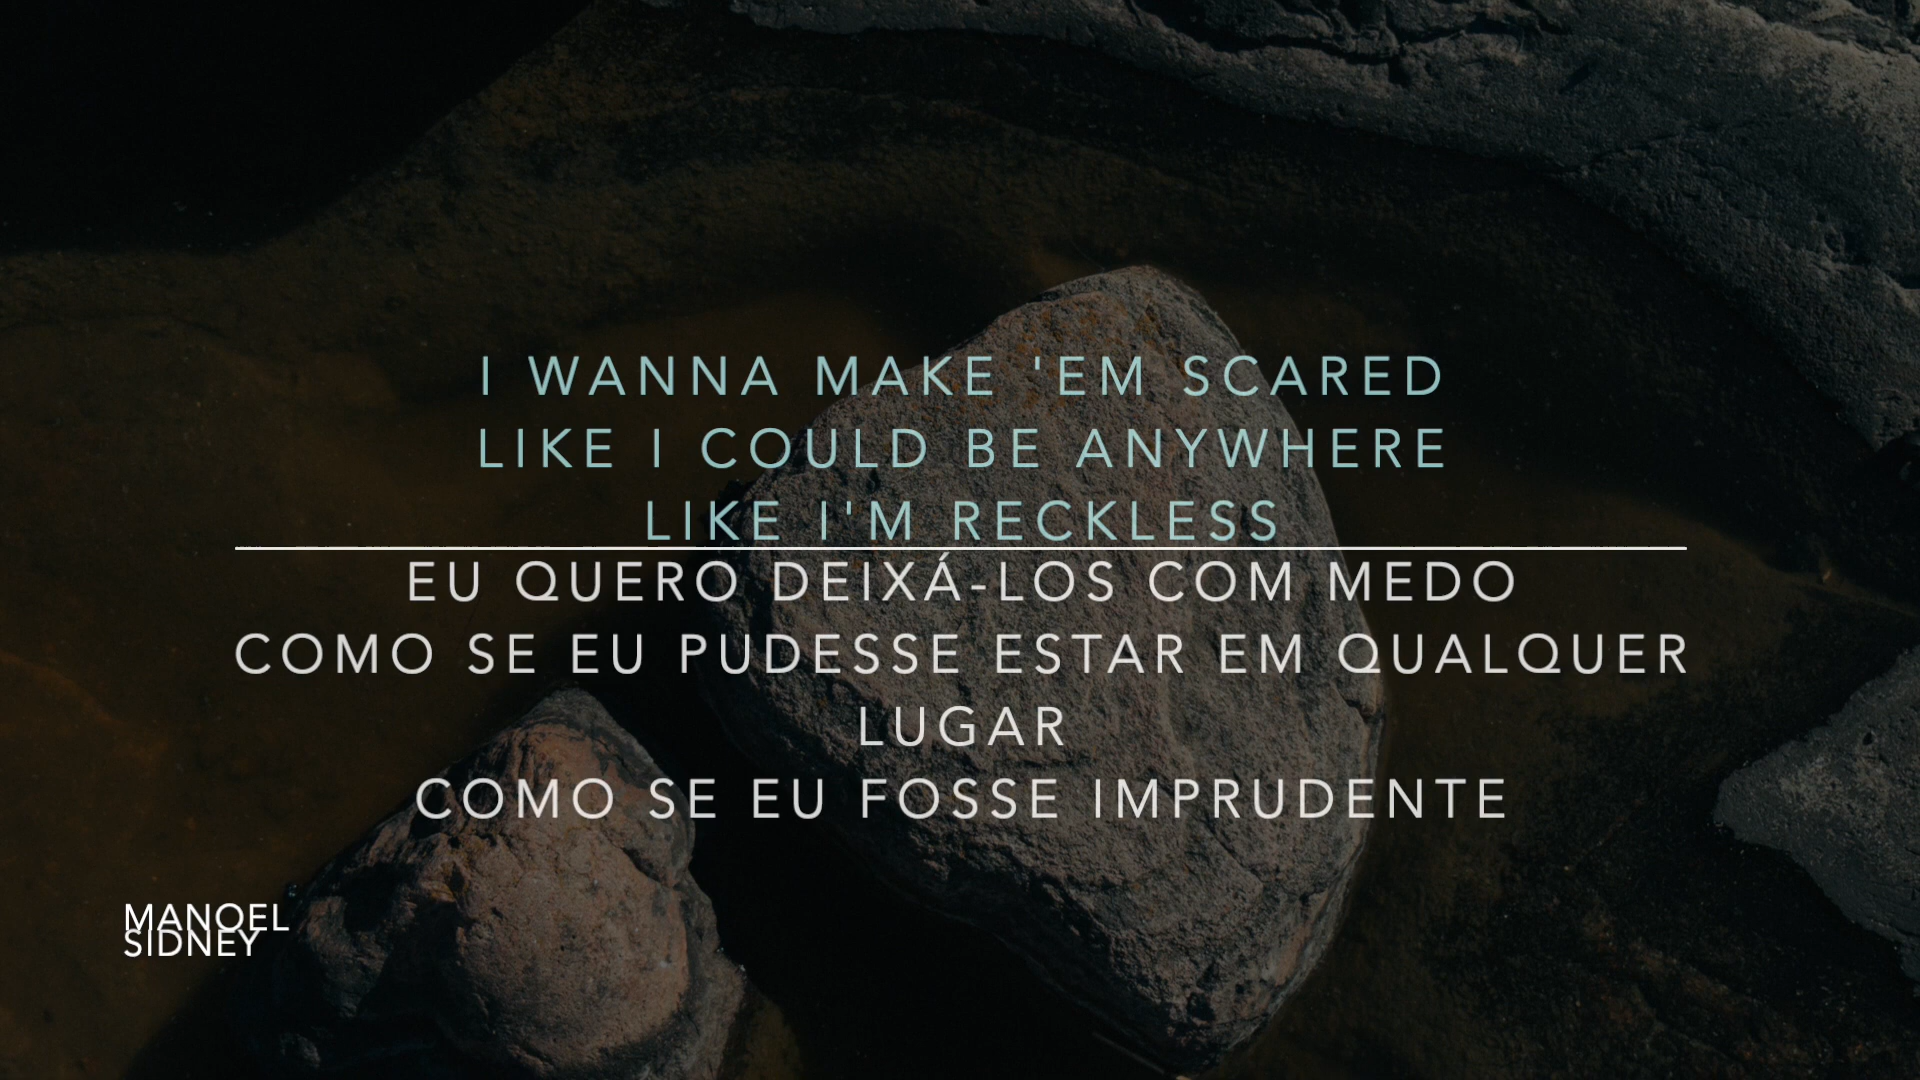 I WANNA MAKE 'EM SCARED
LIKE I COULD BE ANYWHERE
LIKE I'M RECKLESS
EU QUERO DEIXÁ-LOS COM MEDO
COMO SE EU PUDESSE ESTAR EM QUALQUER
LUGAR
COMO SE EU FOSSE IMPRUDENTE
MANOEL
SIDNEY